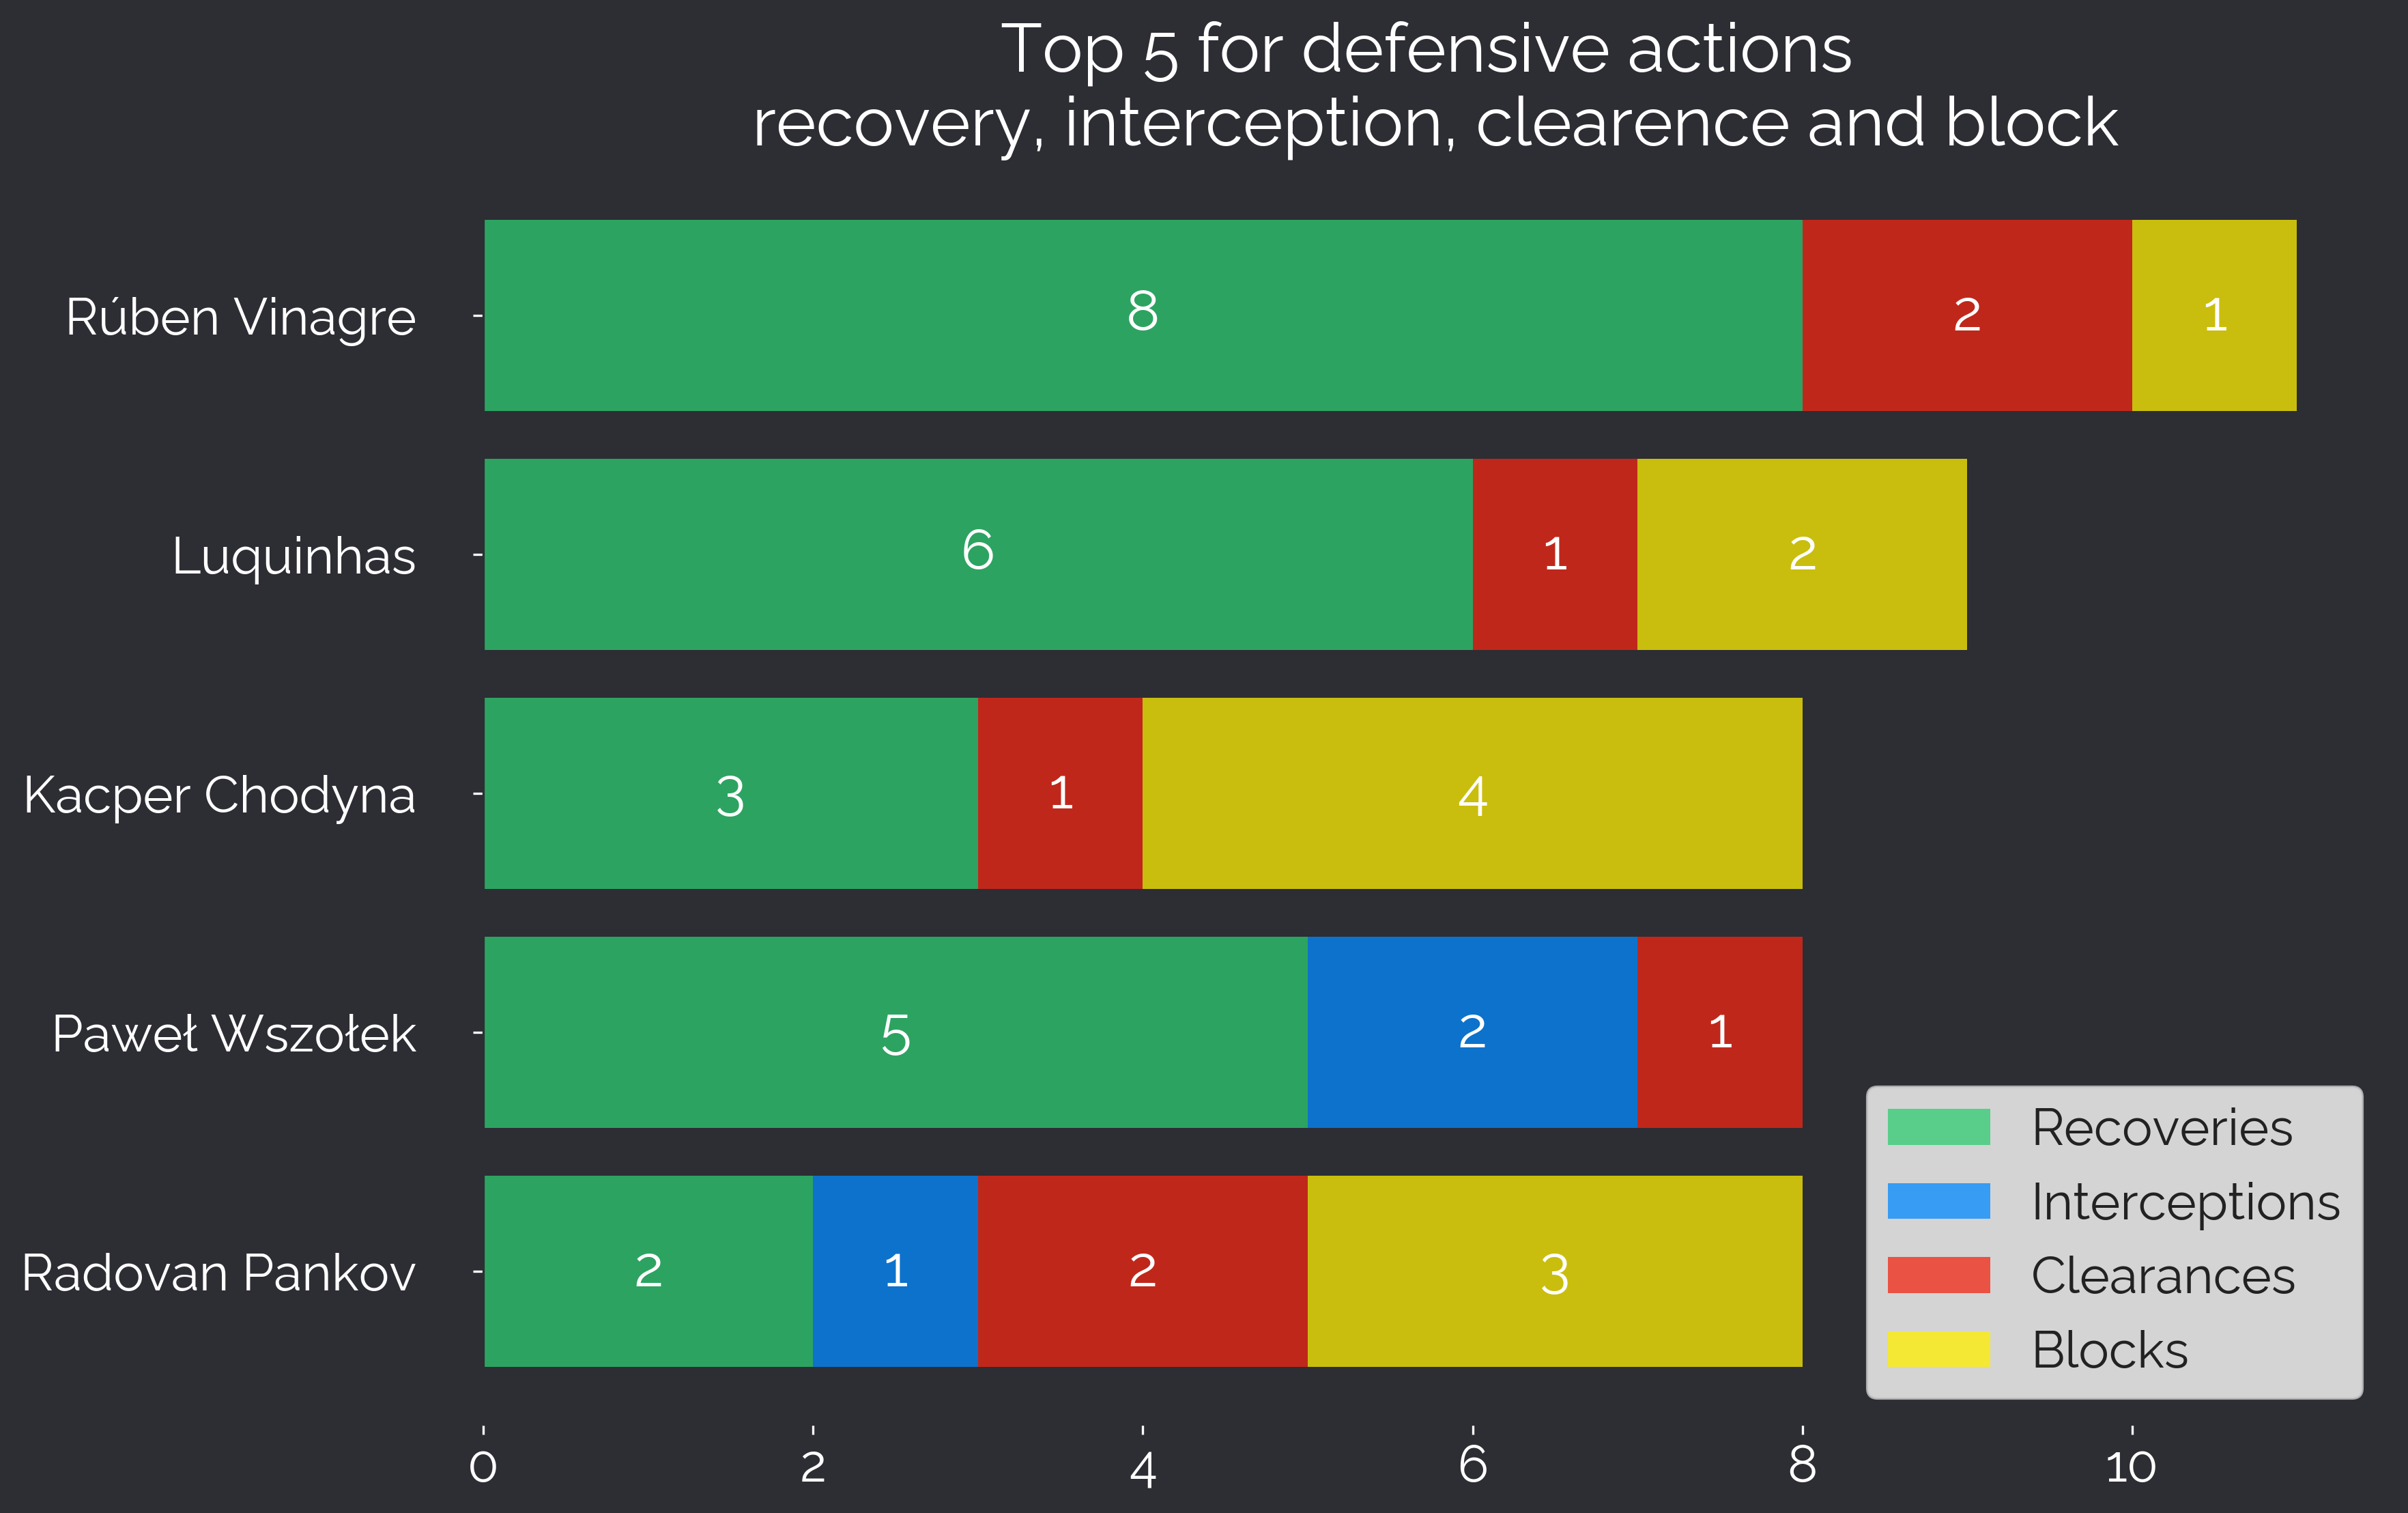 Top 5 for defensive actions
recovery, interception, clearence and block
Rúben Vinagre 8 2 1
Luquinhas 6 1 2
Kacper Chodyna 3 1 4
Paweł Wszołek 5 2 1
Radovan Pankov 2 1 2 3
Recoveries
Interceptions
Clearances
Blocks
0 2 4 6 8 10